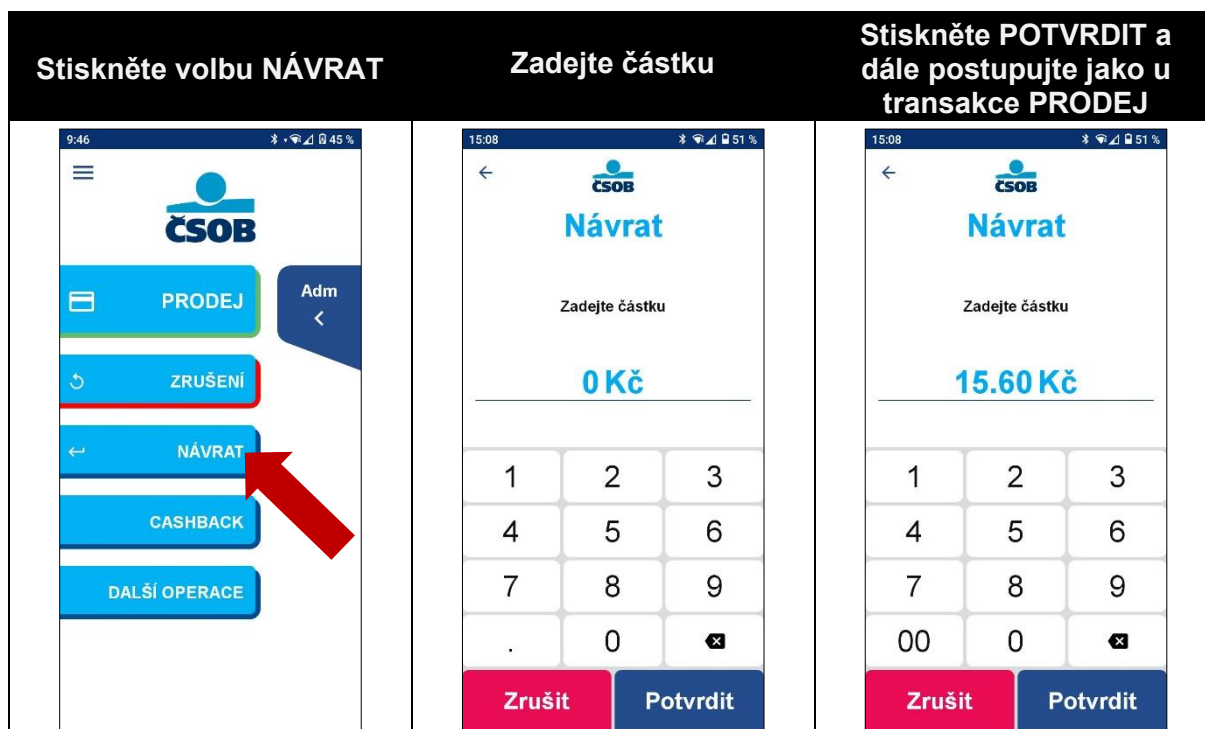 Stiskněte volbu NÁVRAT
Zadejte částku
Stiskněte POTVRDIT a
dále postupujte jako u
transakce PRODEJ
9:46
45 %
ČSOB
PRODEJ
Adm
ZRUŠENÍ
NÁVRAT
CASHBACK
DALŠÍ OPERACE
15:08
51 %
ČSOB
Návrat
Zadejte částku
0 Kč
1 2 3
4 5 6
7 8 9
. 0
Zrušit Potvrdit
15:08
51 %
ČSOB
Návrat
Zadejte částku
15.60 Kč
1 2 3
4 5 6
7 8 9
00 0
Zrušit Potvrdit